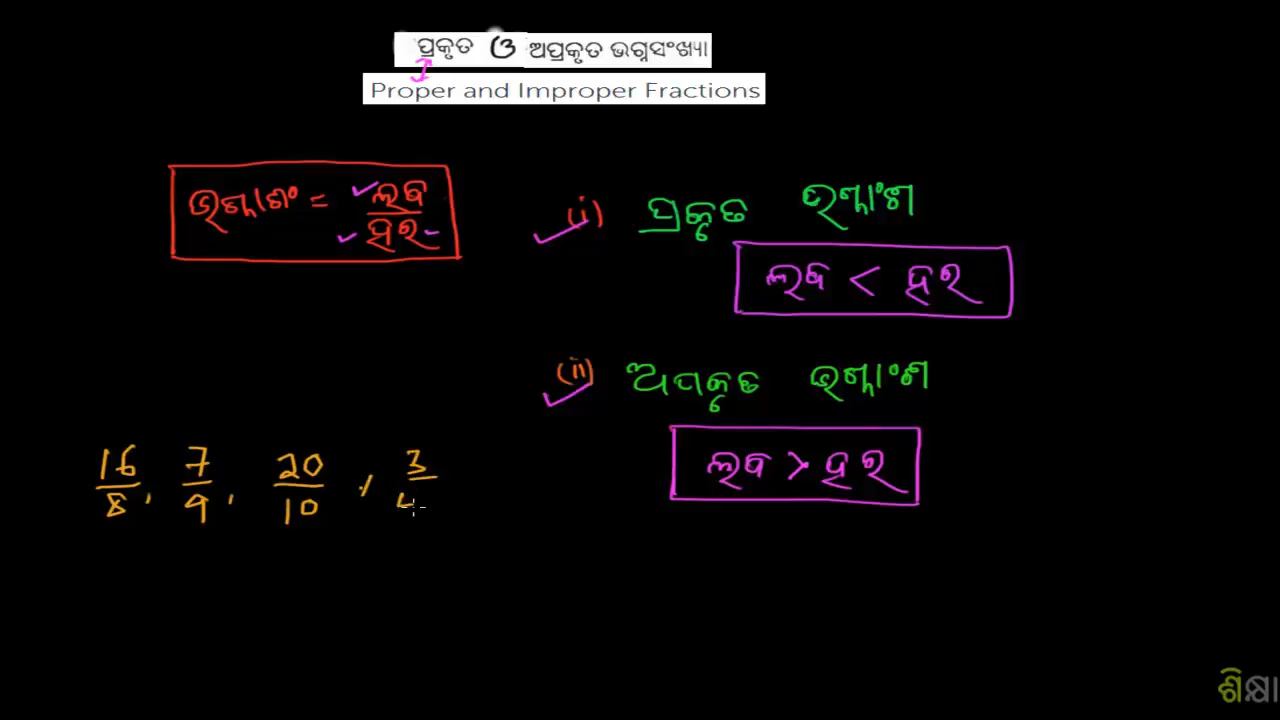 ପ୍ରକୃତ ଓ ଅପ୍ରକୃତ ଭଗ୍ନସଂଖ୍ୟା
Proper and Improper Fractions
ଭଗ୍ନାଶଂ = ଲବ / ହର
(i) ପ୍ରକୃତ ଭଗ୍ନାଂଶ
ଲବ < ହର
(ii) ଅପ୍ରକୃତ ଭଗ୍ନାଂଶ
ଲବ > ହର
16/8, 7/9, 20/10, 3/4
ଶିକ୍ଷା